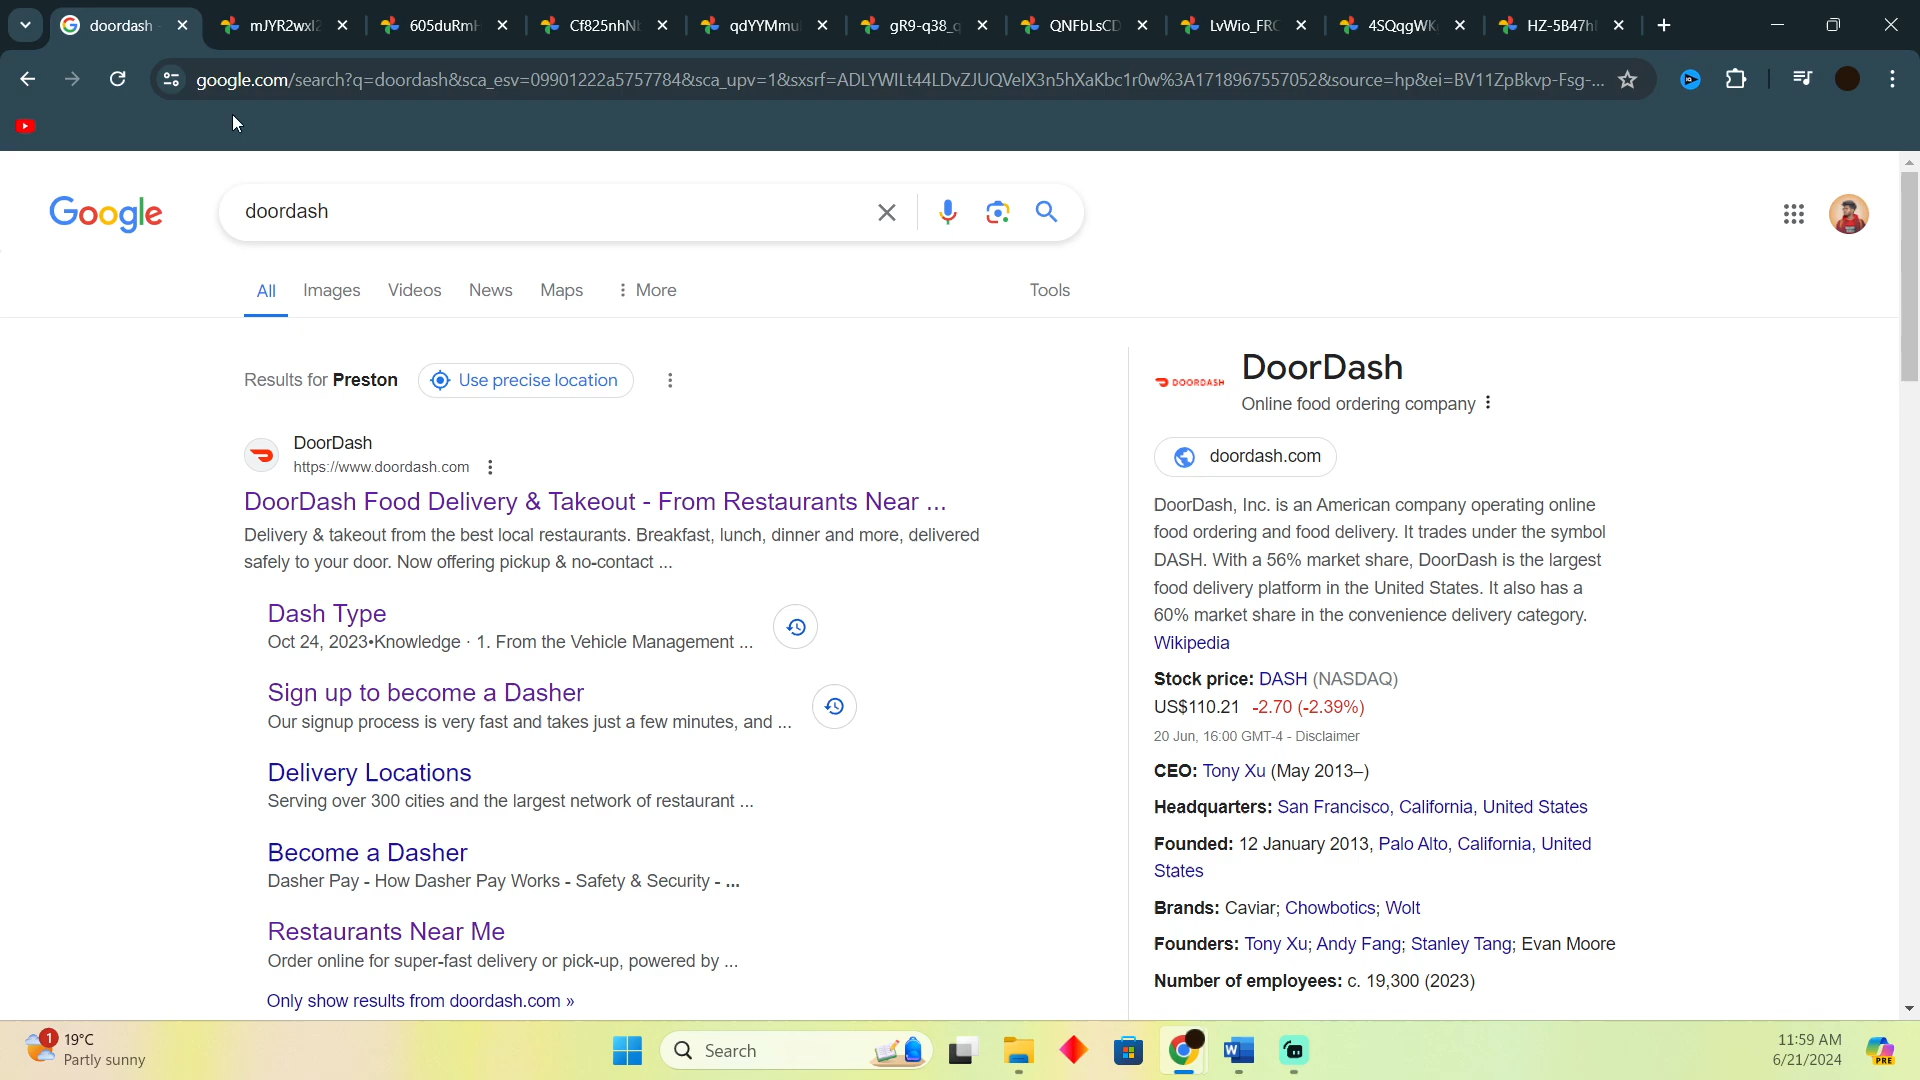 doordash
mJYR2wxl2
605duRmH
Cf825nhNL
qdYYMmu
gR9-q38_q
QNFbLsCD
LvWio_FRC
4SQqgWK
HZ-5B47hl
google.com/search?q=doordash&sca_esv=09901222a5757784&sca_upv=1&sxsrf=ADLYWILt44LDvZJUQVelX3n5hXaKbc1r0w%3A1718967557052&source=hp&ei=BV11ZpBkvp-Fsg-...
Google
doordash
All Images Videos News Maps More Tools
Results for Preston Use precise location
DoorDash
https://www.doordash.com
DoorDash Food Delivery & Takeout - From Restaurants Near ...
Delivery & takeout from the best local restaurants. Breakfast, lunch, dinner and more, delivered
safely to your door. Now offering pickup & no-contact ...
Dash Type
Oct 24, 2023•Knowledge · 1. From the Vehicle Management ...
Sign up to become a Dasher
Our signup process is very fast and takes just a few minutes, and ...
Delivery Locations
Serving over 300 cities and the largest network of restaurant ...
Become a Dasher
Dasher Pay - How Dasher Pay Works - Safety & Security - ...
Restaurants Near Me
Order online for super-fast delivery or pick-up, powered by ...
Only show results from doordash.com »
DOORDASH
DoorDash
Online food ordering company
doordash.com
DoorDash, Inc. is an American company operating online
food ordering and food delivery. It trades under the symbol
DASH. With a 56% market share, DoorDash is the largest
food delivery platform in the United States. It also has a
60% market share in the convenience delivery category.
Wikipedia
Stock price: DASH (NASDAQ)
US$110.21 -2.70 (-2.39%)
20 Jun, 16:00 GMT-4 - Disclaimer
CEO: Tony Xu (May 2013–)
Headquarters: San Francisco, California, United States
Founded: 12 January 2013, Palo Alto, California, United
States
Brands: Caviar; Chowbotics; Wolt
Founders: Tony Xu; Andy Fang; Stanley Tang; Evan Moore
Number of employees: c. 19,300 (2023)
1
19°C
Partly sunny
Search
W
11:59 AM
6/21/2024
PRE